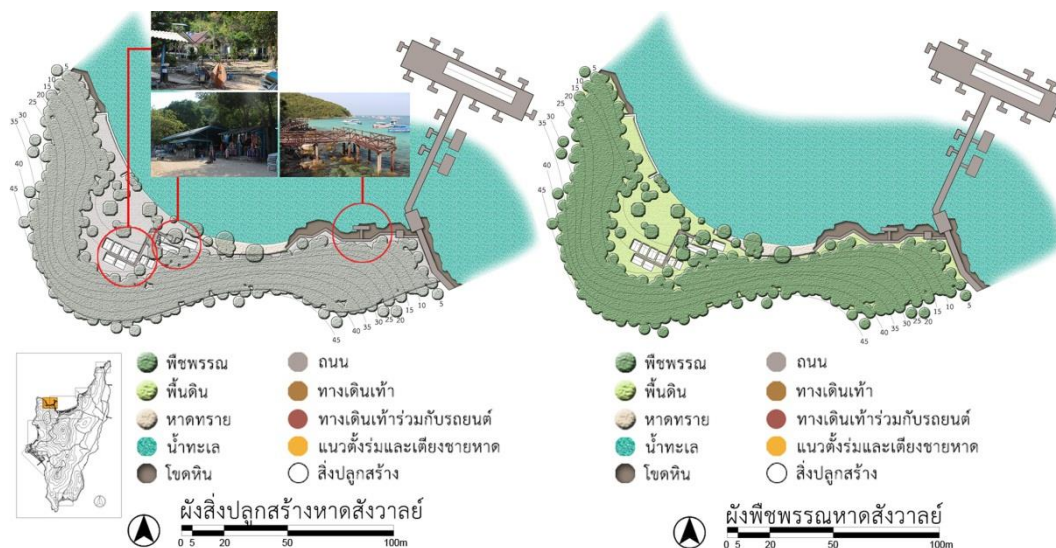 5
10
15
20
25
30
35
40
45
45
40
35
30
25
20
15
10
5
พืชพรรณ
พื้นดิน
หาดทราย
น้ำทะเล
โขดหิน
ถนน
ทางเดินเท้า
ทางเดินเท้าร่วมกับรถยนต์
แนวตั้งร่มและเตียงชายหาด
สิ่งปลูกสร้าง
ผังสิ่งปลูกสร้างหาดสังวาลย์
0 5 20 50 100m
5
10
15
20
25
30
35
40
45
45
40
35
30
25
20
15
10
5
พืชพรรณ
พื้นดิน
หาดทราย
น้ำทะเล
โขดหิน
ถนน
ทางเดินเท้า
ทางเดินเท้าร่วมกับรถยนต์
แนวตั้งร่มและเตียงชายหาด
สิ่งปลูกสร้าง
ผังพืชพรรณหาดสังวาลย์
0 5 20 50 100m